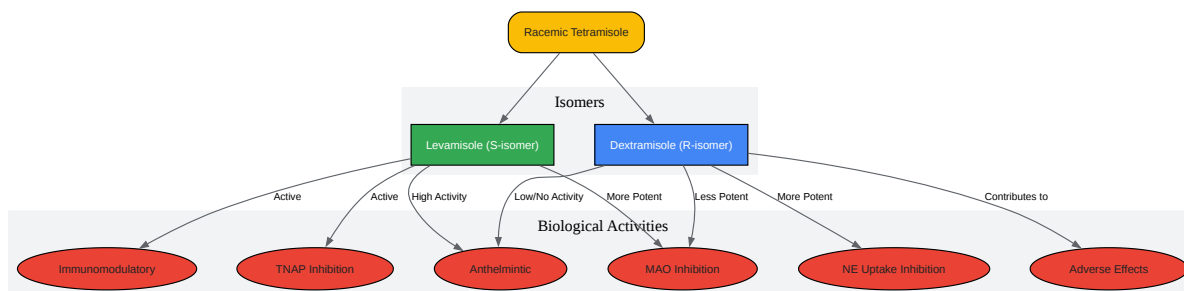 Racemic Tetramisole
Isomers
Levamisole (S-isomer)
Dextramisole (R-isomer)
Active
Active
High Activity
Low/No Activity
More Potent
Less Potent
More Potent
Contributes to
Biological Activities
Immunomodulatory
TNAP Inhibition
Anthelmintic
MAO Inhibition
NE Uptake Inhibition
Adverse Effects